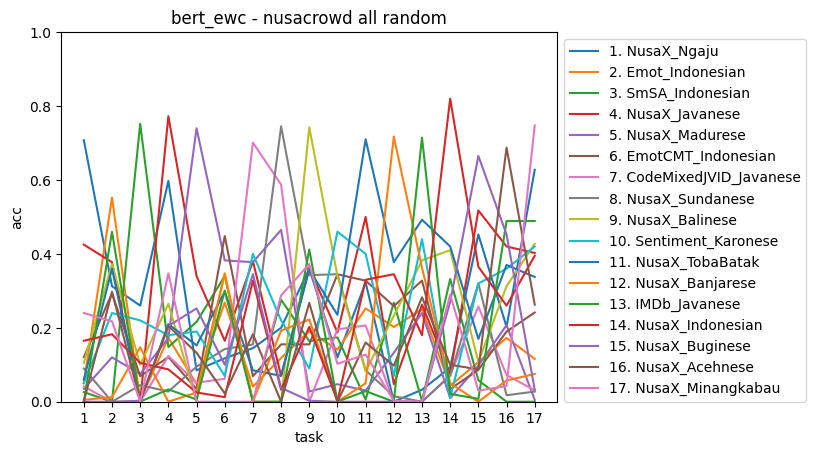 bert_ewc - nusacrowd all random
1.0
0.8
0.6
0.4
0.2
0.0
acc
1 2 3 4 5 6 7 8 9 10 11 12 13 14 15 16 17
task
1. NusaX_Ngaju
2. Emot_Indonesian
3. SmSA_Indonesian
4. NusaX_Javanese
5. NusaX_Madurese
6. EmotCMT_Indonesian
7. CodeMixedJVID_Javanese
8. NusaX_Sundanese
9. NusaX_Balinese
10. Sentiment_Karonese
11. NusaX_TobaBatak
12. NusaX_Banjarese
13. IMDb_Javanese
14. NusaX_Indonesian
15. NusaX_Buginese
16. NusaX_Acehnese
17. NusaX_Minangkabau